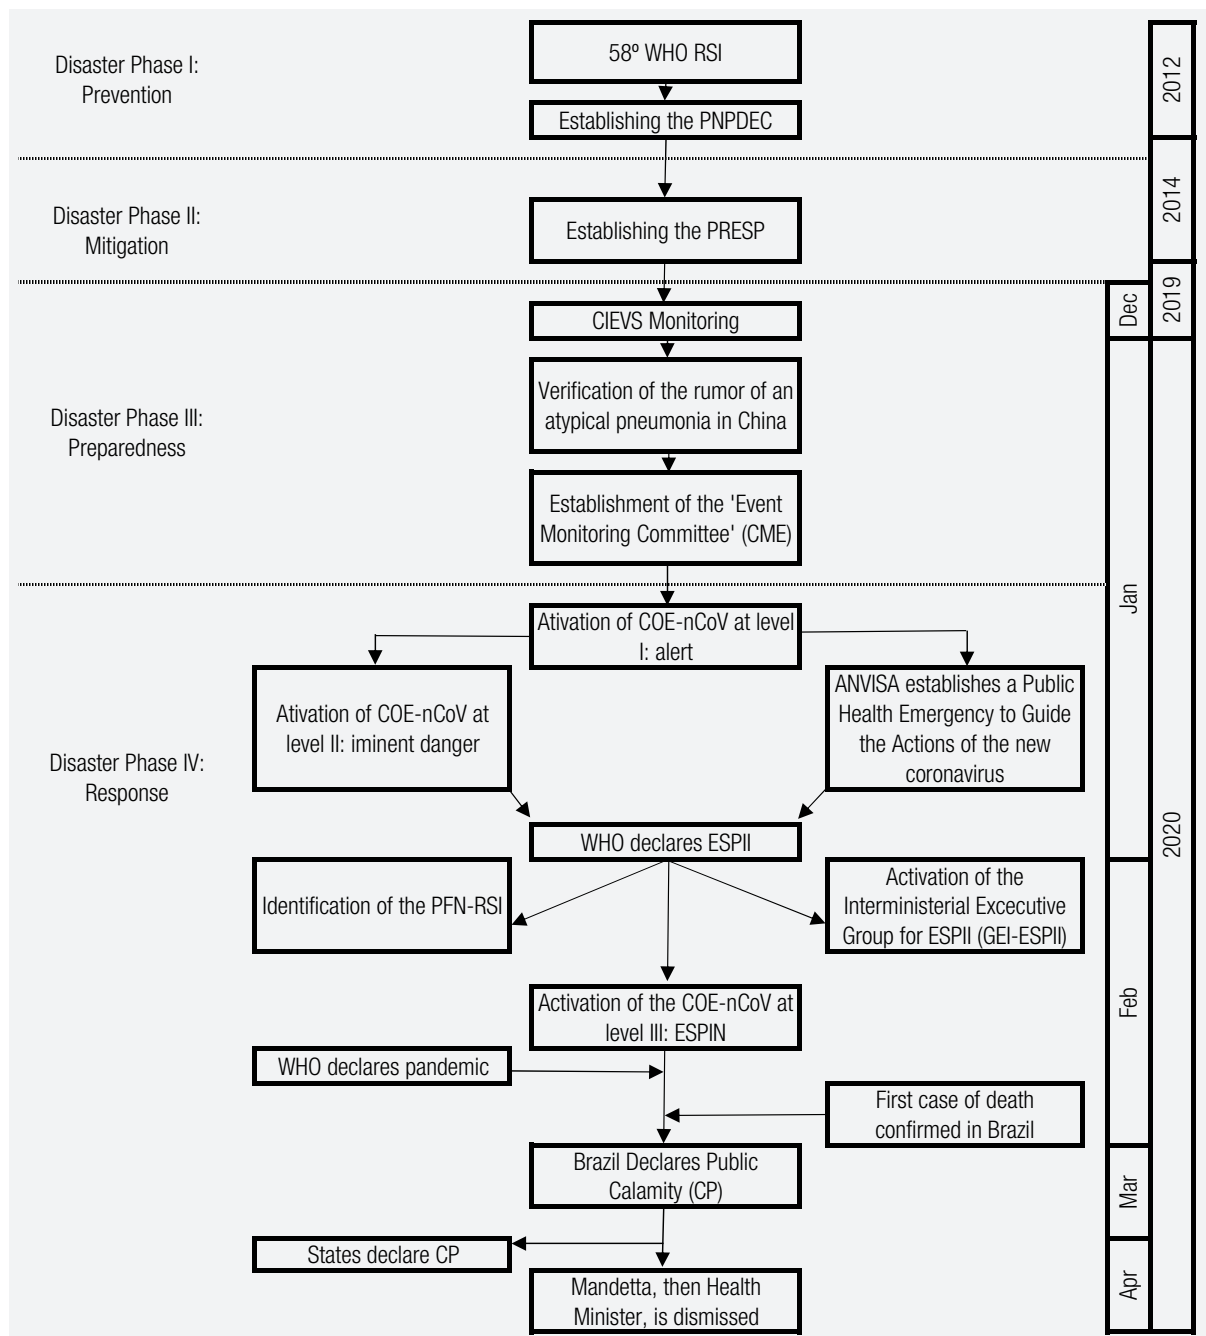 Disaster Phase I:
Prevention
58º WHO RSI
Establishing the PNPDEC
2012
Disaster Phase II:
Mitigation
Establishing the PRESP
2014
Disaster Phase III:
Preparedness
CIEVS Monitoring
Dec
2019
Verification of the rumor of an
atypical pneumonia in China
Establishment of the 'Event
Monitoring Committee' (CME)
Jan
2020
Disaster Phase IV:
Response
Ativation of COE-nCoV at level
I: alert
Ativation of COE-nCoV at
level II: iminent danger
ANVISA establishes a Public
Health Emergency to Guide
the Actions of the new
coronavirus
WHO declares ESPII
Identification of the PFN-RSI
Activation of the
Interministerial Excecutive
Group for ESPII (GEI-ESPII)
Activation of the COE-nCoV at
level III: ESPIN
Feb
WHO declares pandemic
First case of death
confirmed in Brazil
Brazil Declares Public
Calamity (CP)
Mar
States declare CP
Mandetta, then Health
Minister, is dismissed
Apr